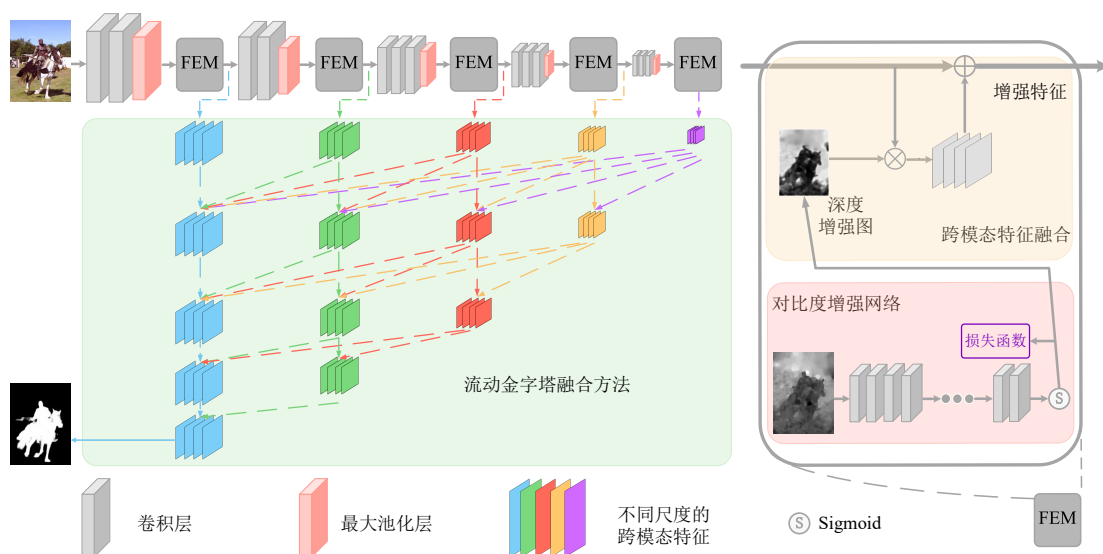 FEM
FEM
FEM
FEM
FEM
增强特征
深度
增强图
跨模态特征融合
对比度增强网络
损失函数
S
流动金字塔融合方法
卷积层
最大池化层
不同尺度的
跨模态特征
S Sigmoid
FEM